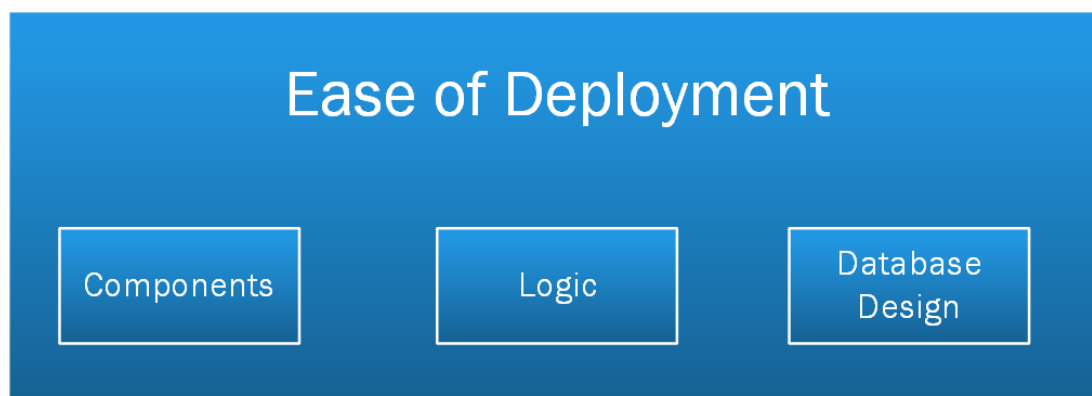 Ease of Deployment
Components
Logic
Database
Design